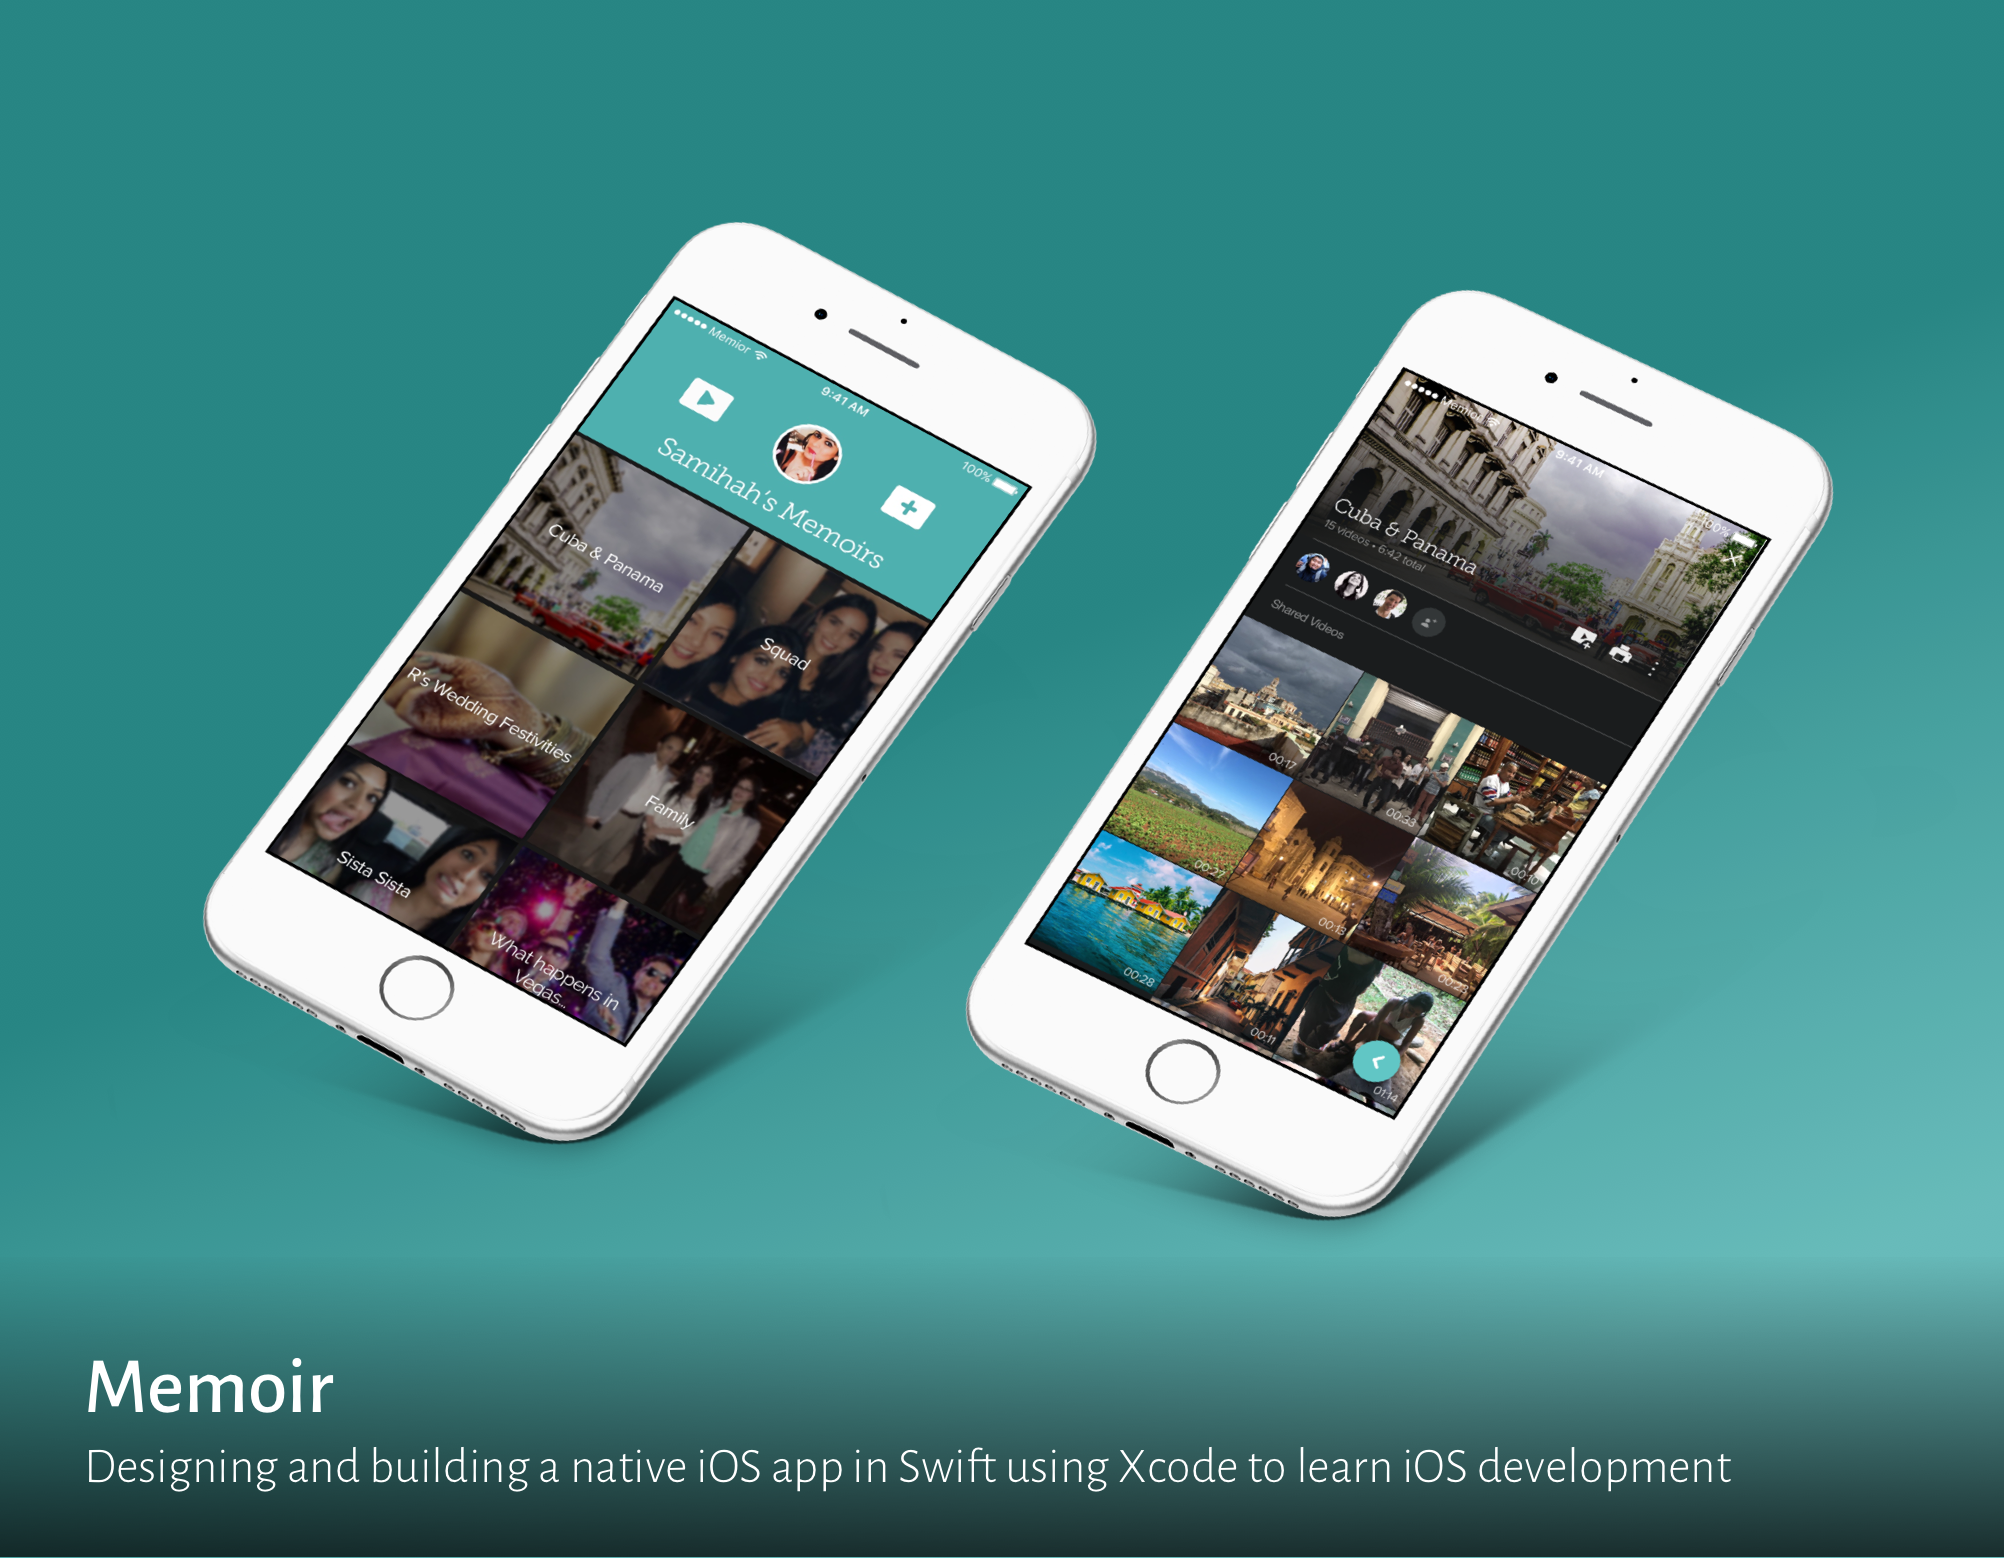 Memior
9:41 AM
100%
Samihah's Memoirs
Cuba & Panama
Squad
R's Wedding Festivities
Family
Sista Sista
What happens in
Vegas...
Memior
9:41 AM
100%
Cuba & Panama
15 videos • 6:42 total
Shared Videos
00:17
00:33
00:10
00:27
00:13
00:23
00:28
00:11
01:14
Memoir
Designing and building a native iOS app in Swift using Xcode to learn iOS development